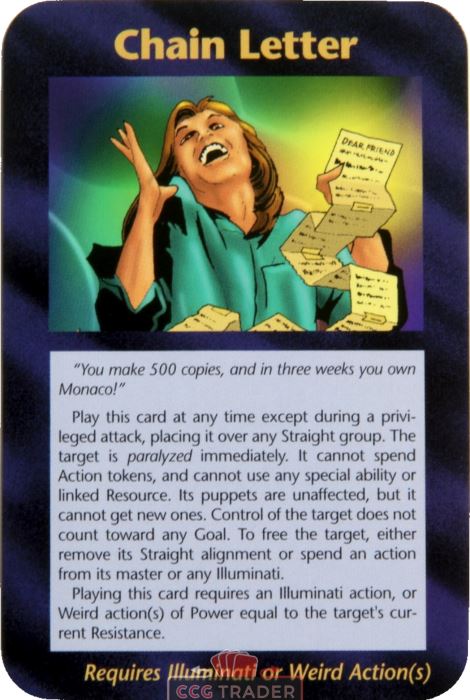 Chain Letter
DEAR FRIEND
"You make 500 copies, and in three weeks you own
Monaco!"
Play this card at any time except during a privi-
leged attack, placing it over any Straight group. The
target is paralyzed immediately. It cannot spend
Action tokens, and cannot use any special ability or
linked Resource. Its puppets are unaffected, but it
cannot get new ones. Control of the target does not
count toward any Goal. To free the target, either
remove its Straight alignment or spend an action
from its master or any Illuminati.
Playing this card requires an Illuminati action, or
Weird action(s) of Power equal to the target's cur-
rent Resistance.
Requires Illuminati or Weird Action(s)
CCG TRADER